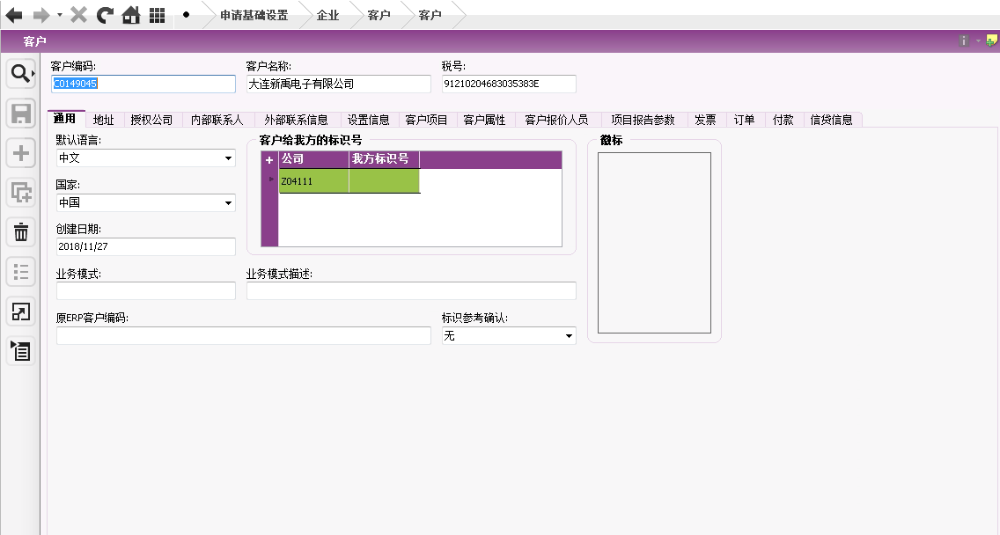 申请基础设置 企业 客户 客户
客户
客户编码: 客户名称: 税号:
C0149045 大连新禹电子有限公司 91210204683035383E
通用 地址 授权公司 内部联系人 外部联系信息 设置信息 客户项目 客户属性 客户报价人员 项目报告参数 发票 订单 付款 信贷信息
默认语言: 客户给我方的标识号 徽标
中文 + 公司 我方标识号
Z04111
国家:
中国
创建日期:
2018/11/27
业务模式: 业务模式描述:
原ERP客户编码: 标识参考确认:
无